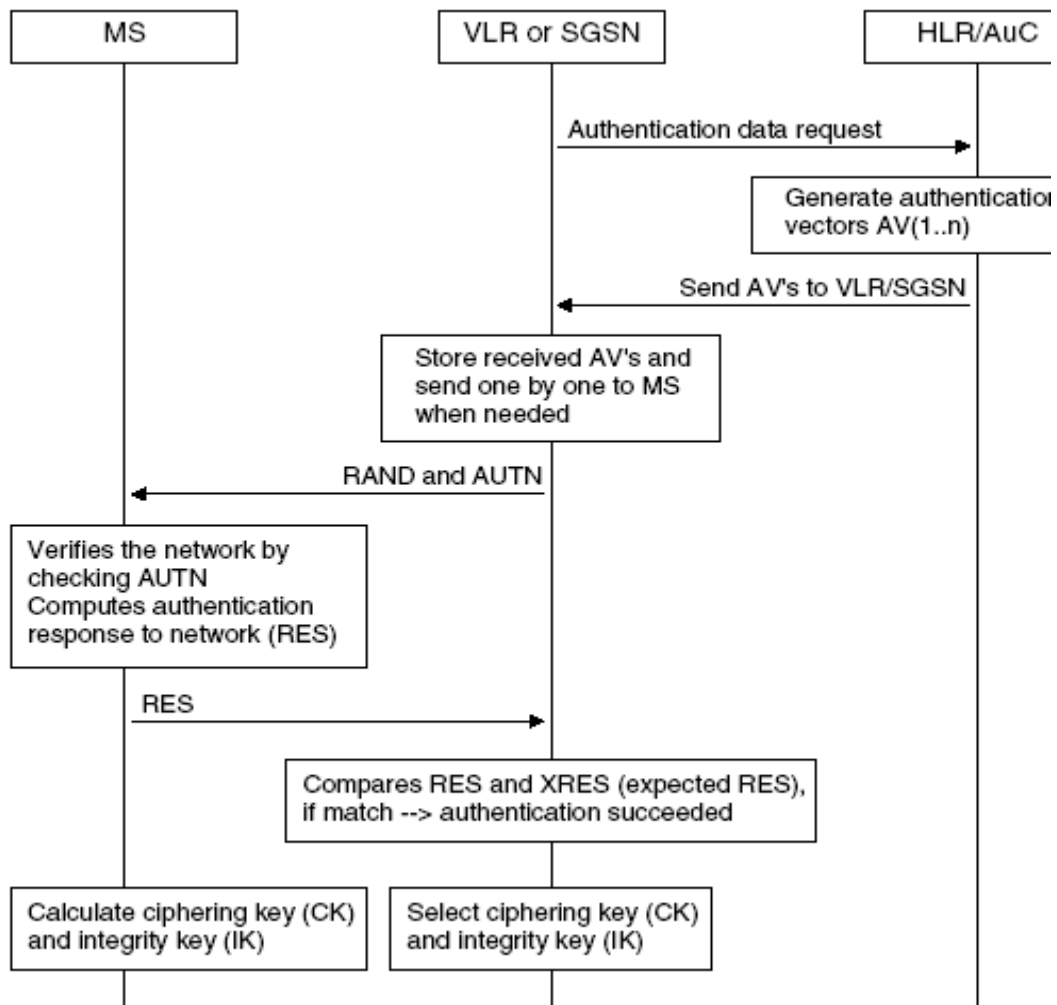 MS
VLR or SGSN
HLR/AuC
Authentication data request
Generate authentication
vectors AV(1..n)
Send AV's to VLR/SGSN
Store received AV's and
send one by one to MS
when needed
RAND and AUTN
Verifies the network by
checking AUTN
Computes authentication
response to network (RES)
RES
Compares RES and XRES (expected RES),
if match --> authentication succeeded
Calculate ciphering key (CK)
and integrity key (IK)
Select ciphering key (CK)
and integrity key (IK)